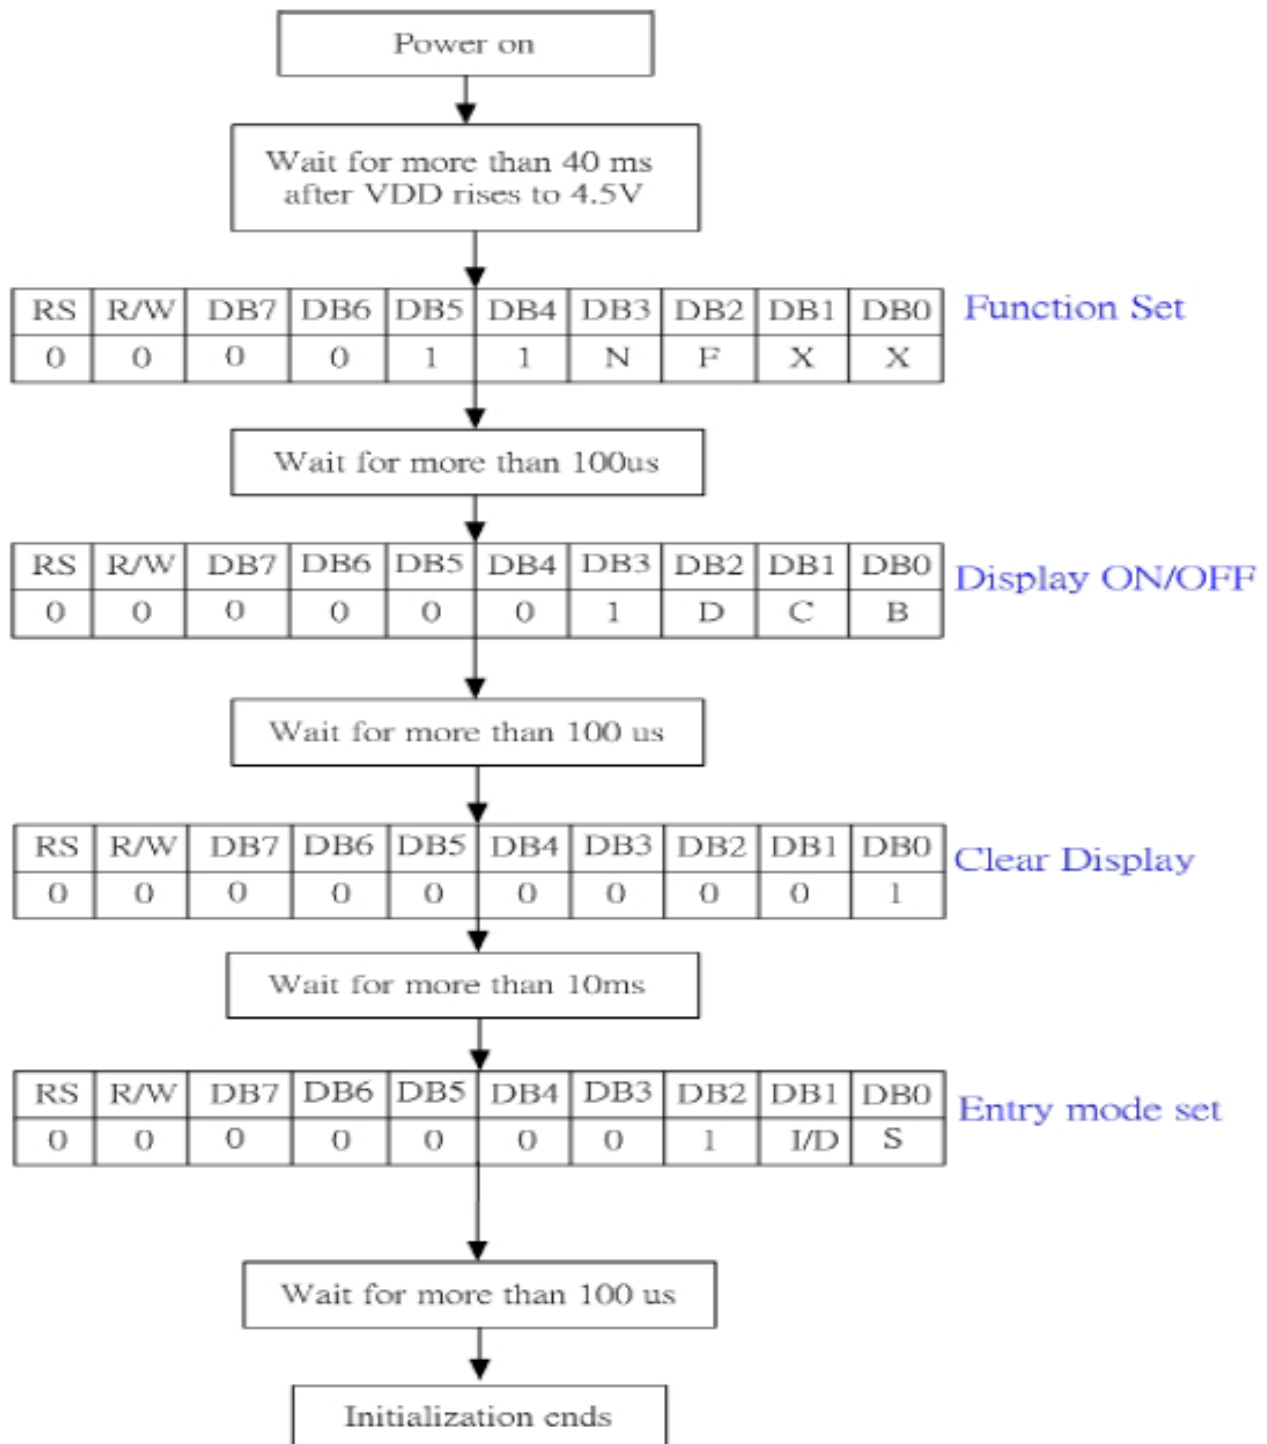 Power on
Wait for more than 40 ms
after VDD rises to 4.5V
RS R/W DB7 DB6 DB5 DB4 DB3 DB2 DB1 DB0 Function Set
0 0 0 0 1 1 N F X X
Wait for more than 100us
RS R/W DB7 DB6 DB5 DB4 DB3 DB2 DB1 DB0 Display ON/OFF
0 0 0 0 0 0 1 D C B
Wait for more than 100 us
RS R/W DB7 DB6 DB5 DB4 DB3 DB2 DB1 DB0 Clear Display
0 0 0 0 0 0 0 0 0 1
Wait for more than 10ms
RS R/W DB7 DB6 DB5 DB4 DB3 DB2 DB1 DB0 Entry mode set
0 0 0 0 0 0 0 1 I/D S
Wait for more than 100 us
Initialization ends